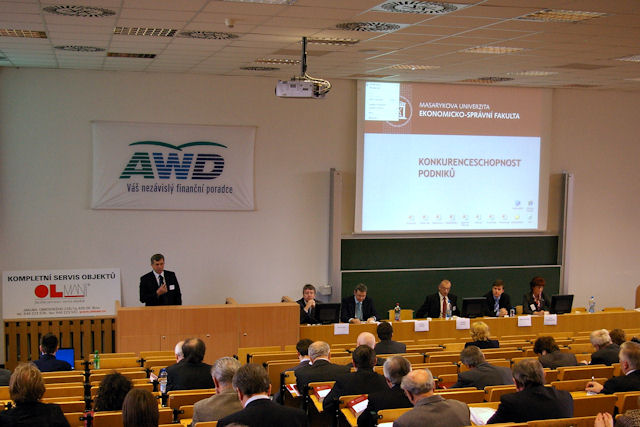 MASARYKOVA UNIVERZITA
EKONOMICKO-SPRÁVNÍ FAKULTA
KONKURENCESCHOPNOST
PODNIKŮ
AWD
Váš nezávislý finanční poradce
KOMPLETNÍ SERVIS OBJEKTŮ
OLMAN